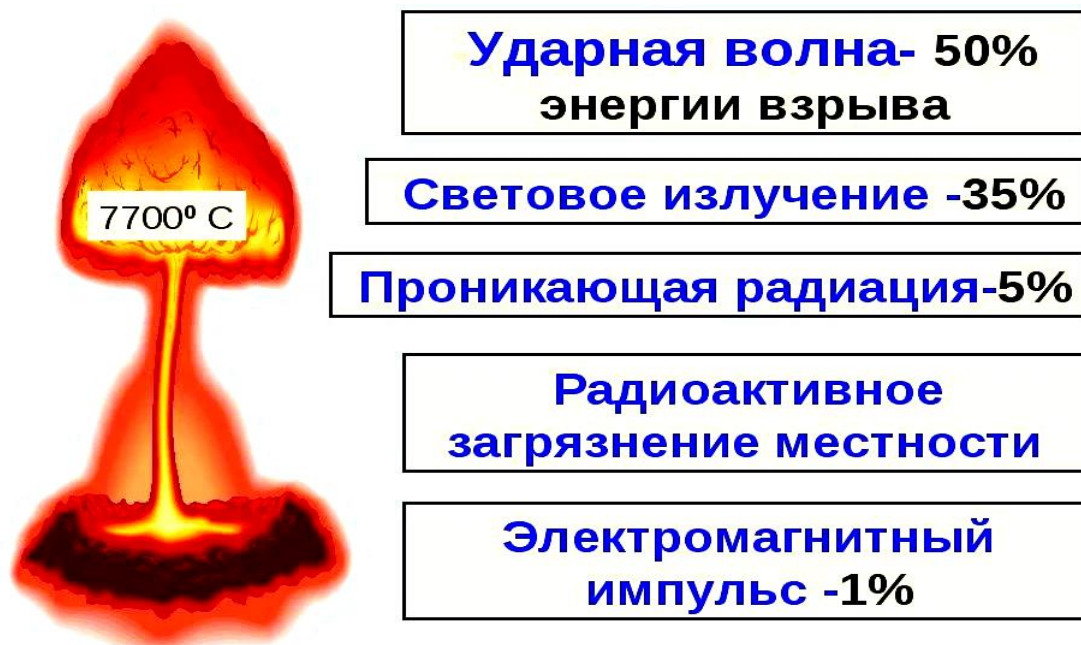 7700⁰ С
Ударная волна- 50%
энергии взрыва
Световое излучение -35%
Проникающая радиация-5%
Радиоактивное
загрязнение местности
Электромагнитный
импульс -1%